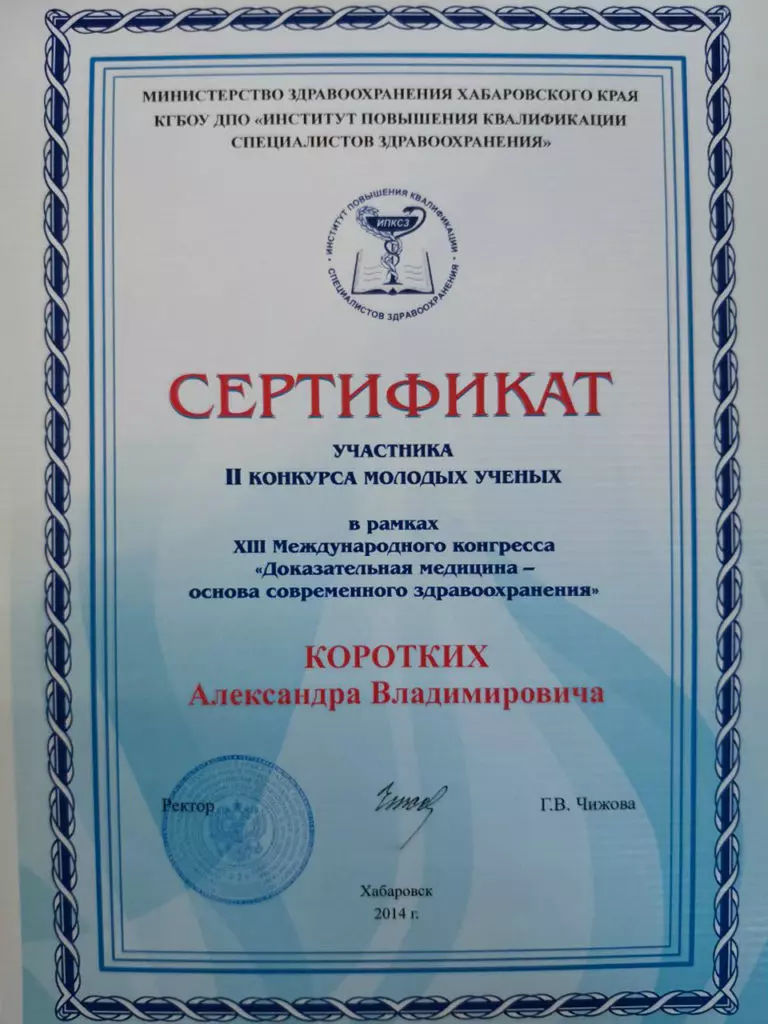 МИНИСТЕРСТВО ЗДРАВООХРАНЕНИЯ ХАБАРОВСКОГО КРАЯ
КГБОУ ДПО «ИНСТИТУТ ПОВЫШЕНИЯ КВАЛИФИКАЦИИ
СПЕЦИАЛИСТОВ ЗДРАВООХРАНЕНИЯ»
ИНСТИТУТ ПОВЫШЕНИЯ КВАЛИФИКАЦИИ
ИПКСЗ
СПЕЦИАЛИСТОВ ЗДРАВООХРАНЕНИЯ
СЕРТИФИКАТ
УЧАСТНИКА
II КОНКУРСА МОЛОДЫХ УЧЕНЫХ
в рамках
XIII Международного конгресса
«Доказательная медицина –
основа современного здравоохранения»
КОРОТКИХ
Александра Владимировича
Ректор
Г.В. Чижова
Хабаровск
2014 г.